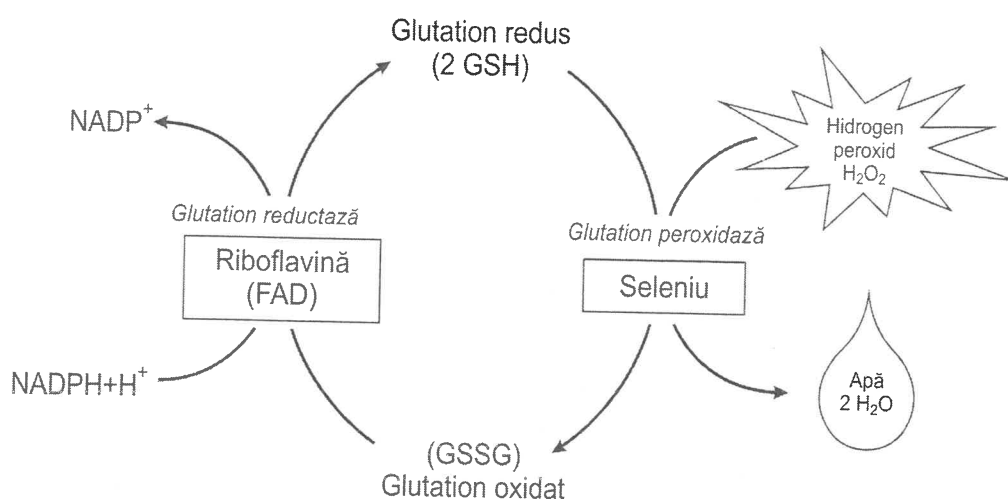 Glutation redus
(2 GSH)
NADP⁺
Hidrogen
peroxid
H₂O₂
Glutation reductază
Riboflavină
(FAD)
Glutation peroxidază
Seleniu
NADPH+H⁺
Apă
2 H₂O
(GSSG)
Glutation oxidat